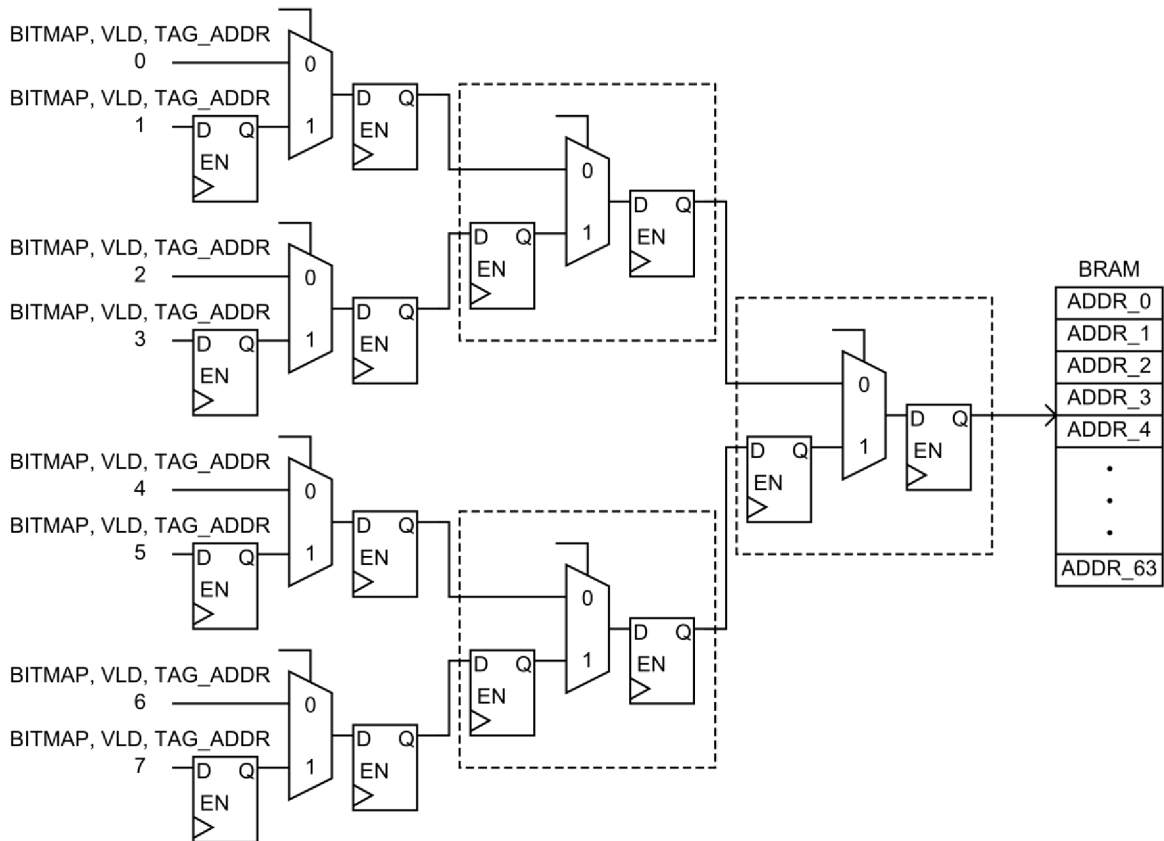 BITMAP, VLD, TAG_ADDR
0
0
BITMAP, VLD, TAG_ADDR
1
D Q
EN
1
D Q
EN
BITMAP, VLD, TAG_ADDR
2
0
BITMAP, VLD, TAG_ADDR
3
D Q
EN
1
D Q
EN
BITMAP, VLD, TAG_ADDR
4
0
BITMAP, VLD, TAG_ADDR
5
D Q
EN
1
D Q
EN
BITMAP, VLD, TAG_ADDR
6
0
BITMAP, VLD, TAG_ADDR
7
D Q
EN
1
D Q
EN
0
D Q
EN
1
D Q
EN
0
D Q
EN
1
D Q
EN
0
D Q
EN
1
D Q
EN
BRAM
ADDR_0
ADDR_1
ADDR_2
ADDR_3
ADDR_4
ADDR_63